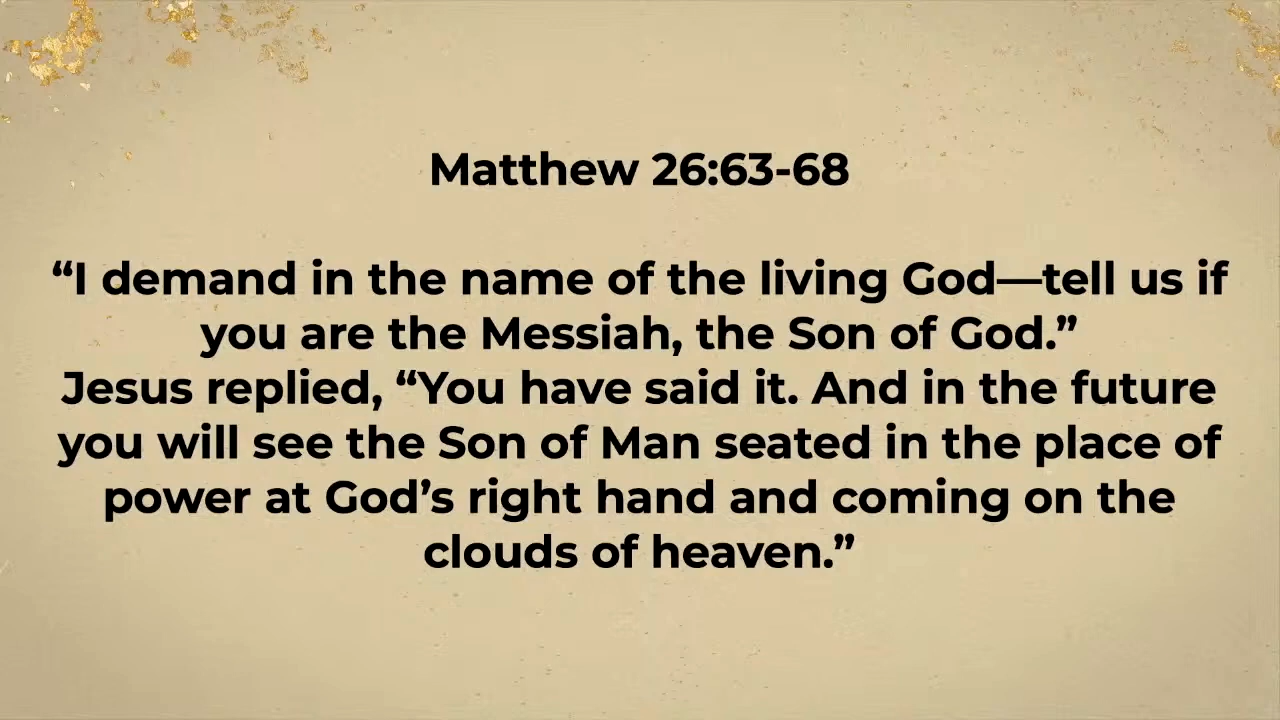 Matthew 26:63-68
“I demand in the name of the living God—tell us if
you are the Messiah, the Son of God.”
Jesus replied, “You have said it. And in the future
you will see the Son of Man seated in the place of
power at God’s right hand and coming on the
clouds of heaven.”